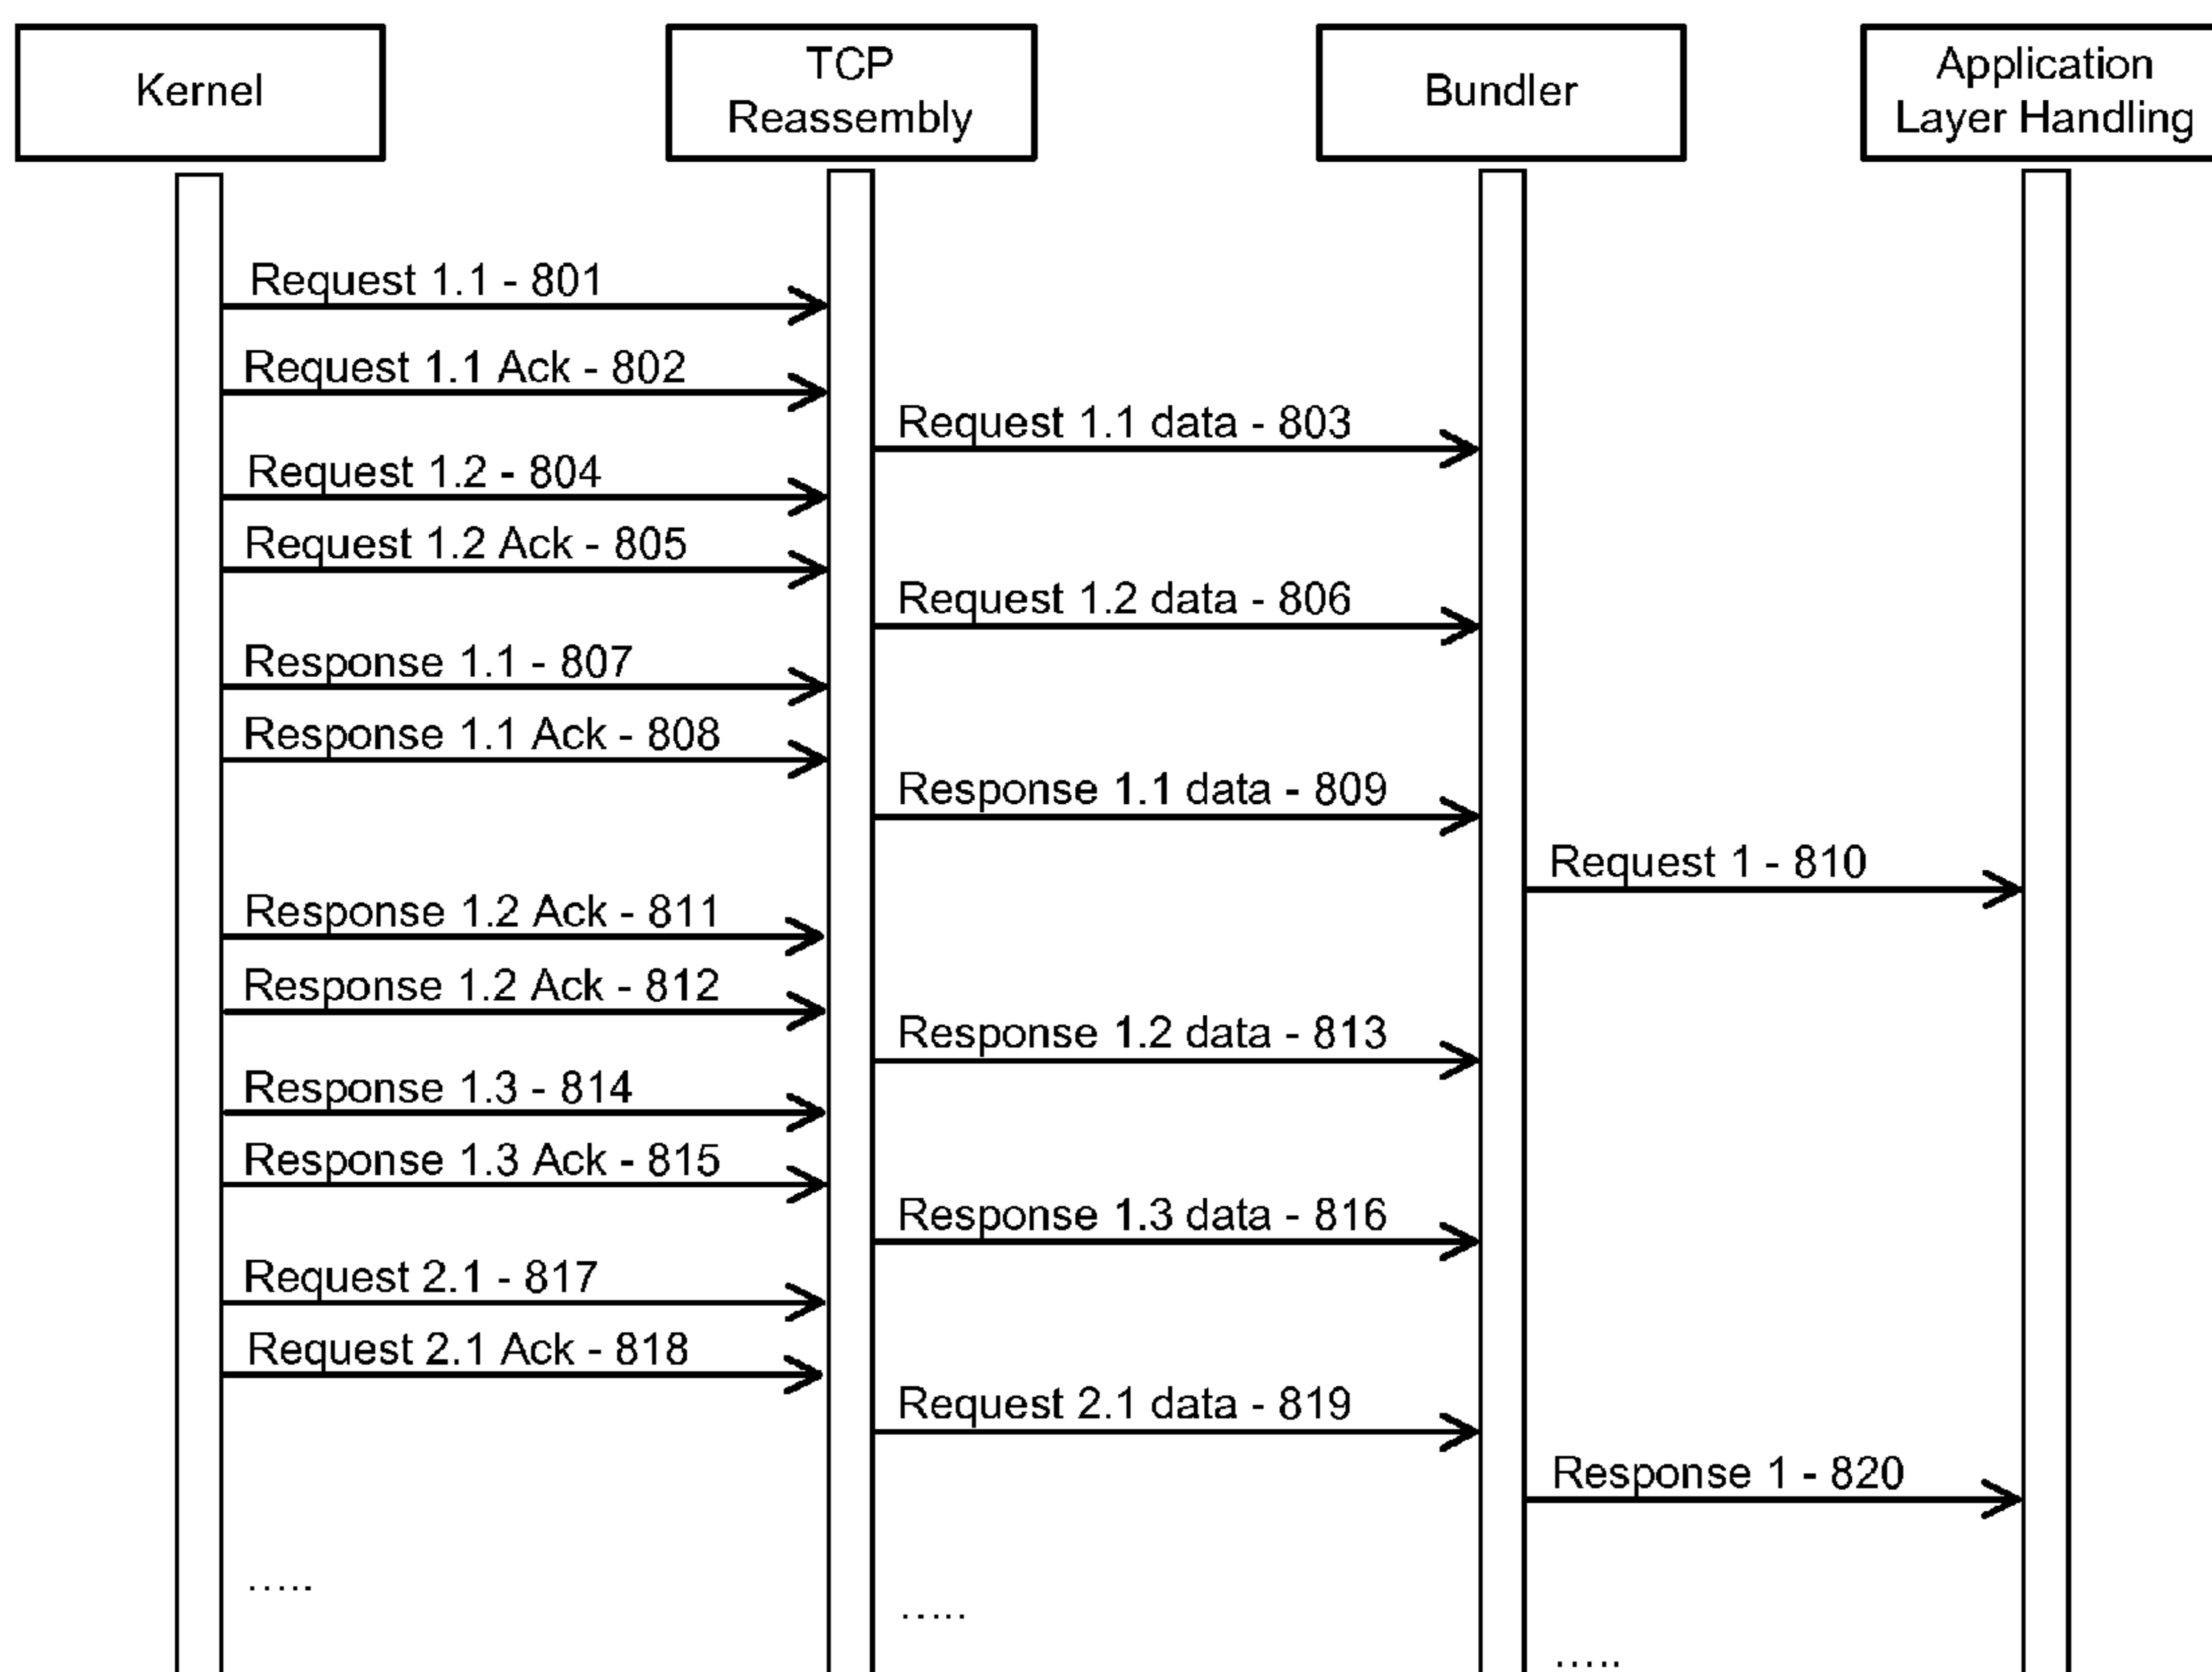 Kernel
TCP
Reassembly
Bundler
Application
Layer Handling
Request 1.1 - 801
Request 1.1 Ack - 802
Request 1.1 data - 803
Request 1.2 - 804
Request 1.2 Ack - 805
Request 1.2 data - 806
Response 1.1 - 807
Response 1.1 Ack - 808
Response 1.1 data - 809
Request 1 - 810
Response 1.2 Ack - 811
Response 1.2 Ack - 812
Response 1.2 data - 813
Response 1.3 - 814
Response 1.3 Ack - 815
Response 1.3 data - 816
Request 2.1 - 817
Request 2.1 Ack - 818
Request 2.1 data - 819
Response 1 - 820
.....
.....
.....